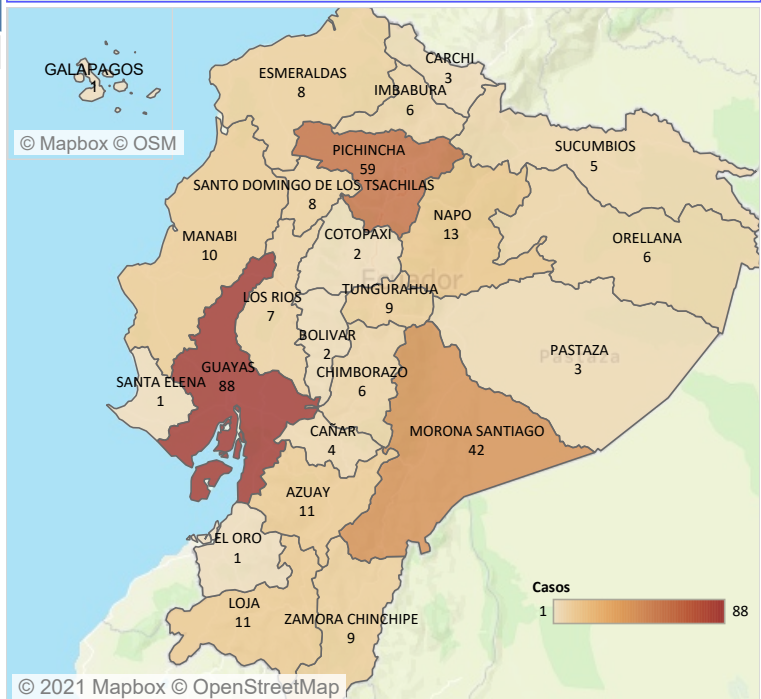 GALAPAGOS
1
© Mapbox © OSM
CARCHI
3
ESMERALDAS
8
IMBABURA
6
PICHINCHA
59
SUCUMBIOS
5
SANTO DOMINGO DE LOS TSACHILAS
8
NAPO
13
MANABI
10
COTOPAXI
2
ORELLANA
6
Ecuador
TUNGURAHUA
9
LOS RIOS
7
BOLIVAR
2
PASTAZA
3
Pastaza
GUAYAS
88
CHIMBORAZO
6
SANTA ELENA
1
CAÑAR
4
MORONA SANTIAGO
42
AZUAY
11
EL ORO
1
LOJA
11
ZAMORA CHINCHIPE
9
Casos
1 88
© 2021 Mapbox © OpenStreetMap